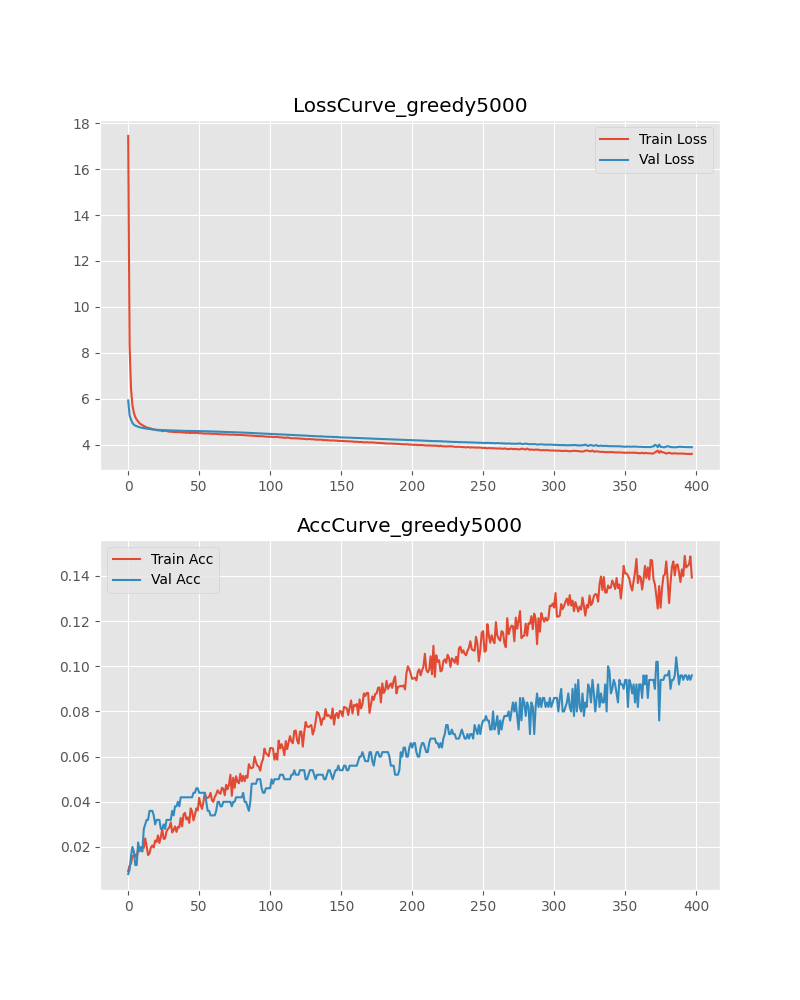 LossCurve_greedy5000
18
16
14
12
10
8
6
4
Train Loss
Val Loss
0 50 100 150 200 250 300 350 400
AccCurve_greedy5000
0.14
0.12
0.10
0.08
0.06
0.04
0.02
Train Acc
Val Acc
0 50 100 150 200 250 300 350 400